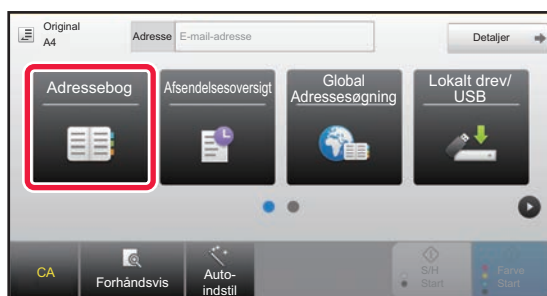 Original
A4
Adresse
E-mail-adresse
Detaljer
Adressebog
Afsendelsesoversigt
Global
Adressesøgning
Lokalt drev/
USB
CA
Forhåndsvis
Auto-
indstil
S/H
Start
Farve
Start